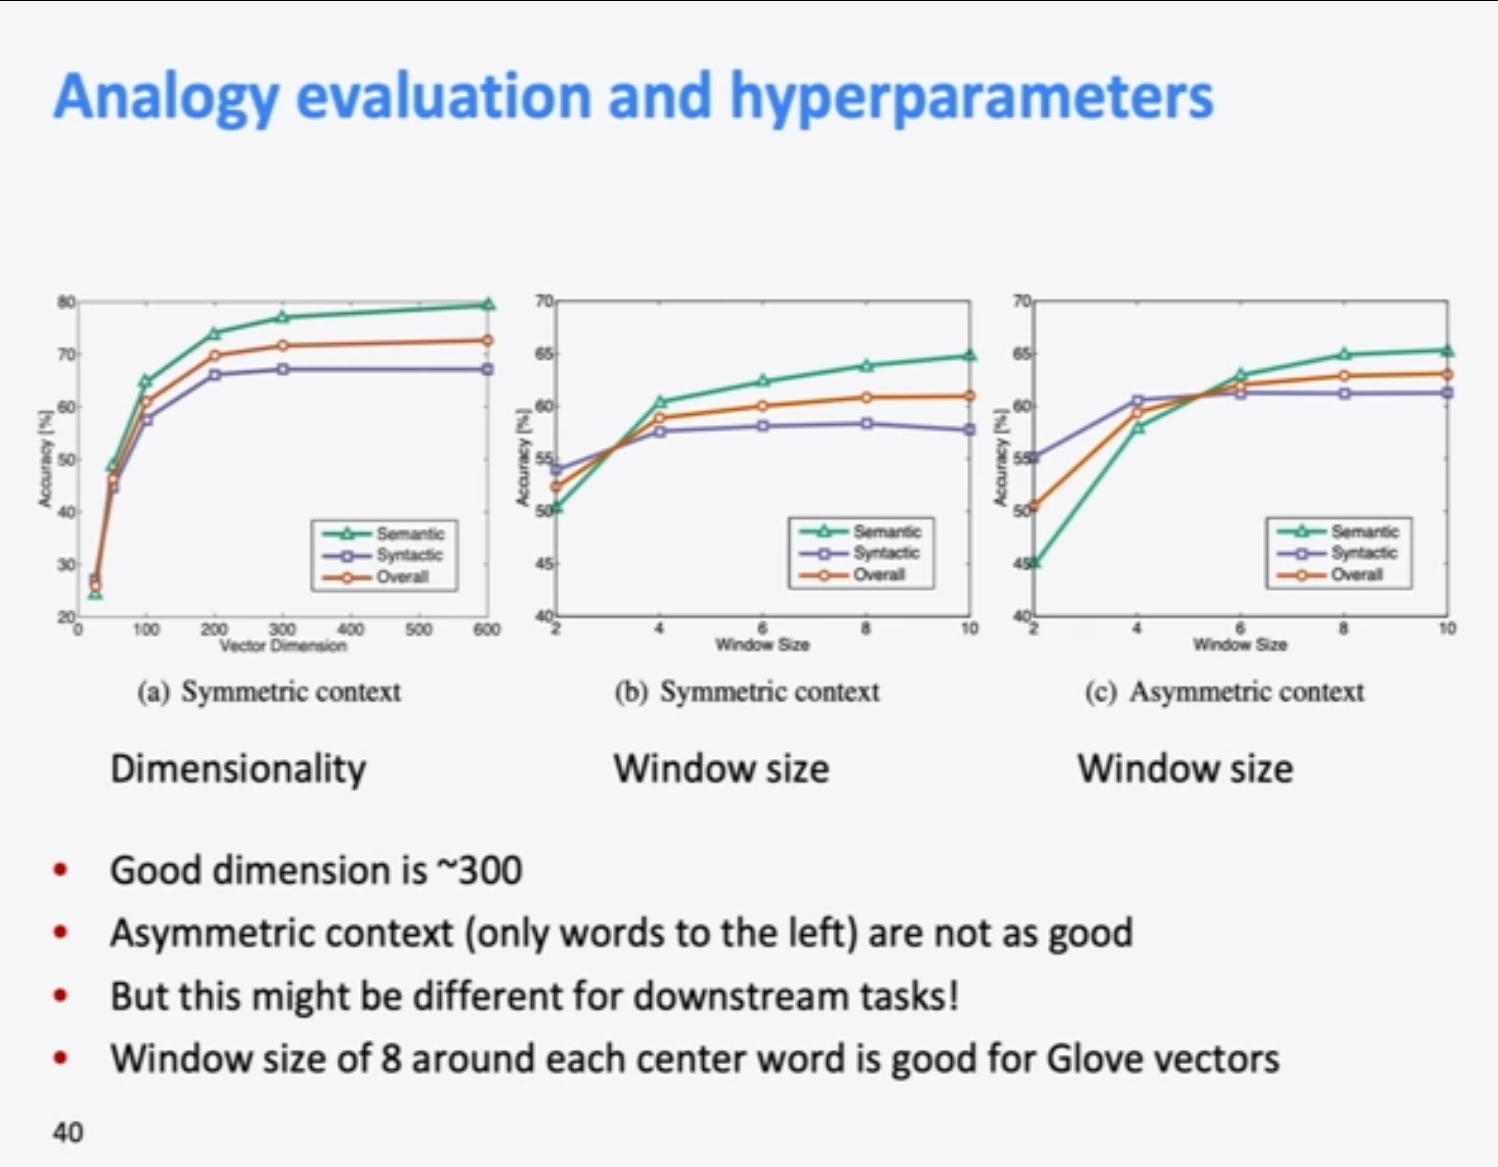 Analogy evaluation and hyperparameters
80
70
60
50
40
30
20
Accuracy [%]
0 100 200 300 400 500 600
Vector Dimension
Semantic
Syntactic
Overall
(a) Symmetric context
70
65
60
55
50
45
40
Accuracy [%]
2 4 6 8 10
Window Size
Semantic
Syntactic
Overall
(b) Symmetric context
70
65
60
55
50
45
40
Accuracy [%]
2 4 6 8 10
Window Size
Semantic
Syntactic
Overall
(c) Asymmetric context
Dimensionality Window size Window size
• Good dimension is ~300
• Asymmetric context (only words to the left) are not as good
• But this might be different for downstream tasks!
• Window size of 8 around each center word is good for Glove vectors
40